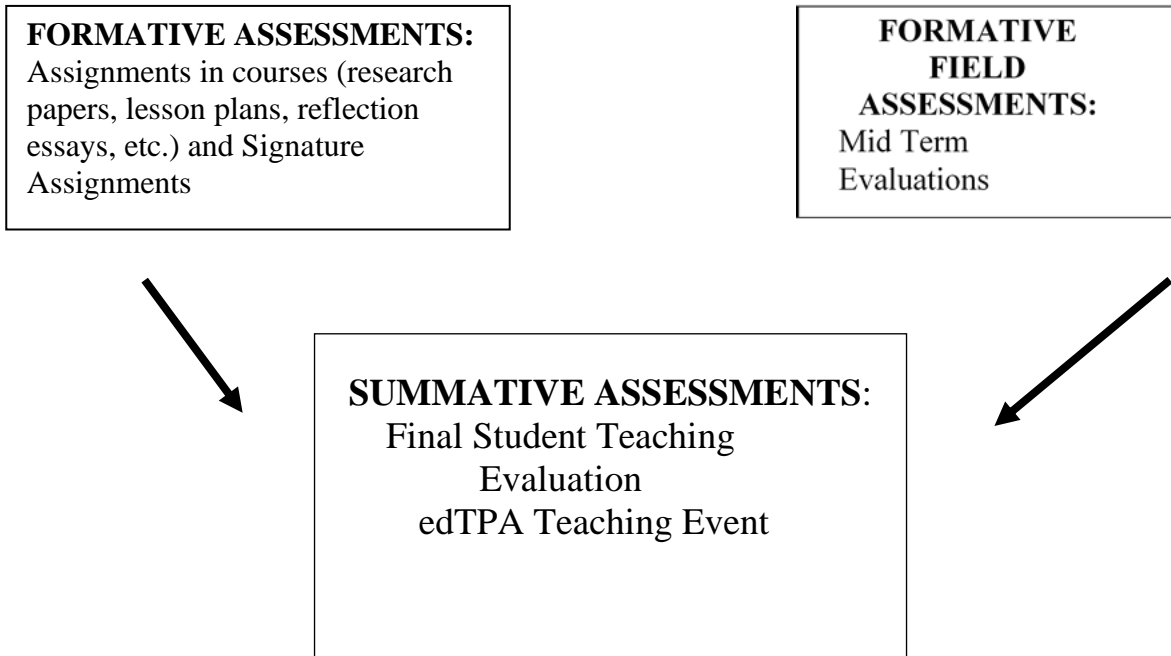 FORMATIVE ASSESSMENTS:
Assignments in courses (research
papers, lesson plans, reflection
essays, etc.) and Signature
Assignments
FORMATIVE
FIELD
ASSESSMENTS:
Mid Term
Evaluations
SUMMATIVE ASSESSMENTS:
Final Student Teaching
Evaluation
edTPA Teaching Event